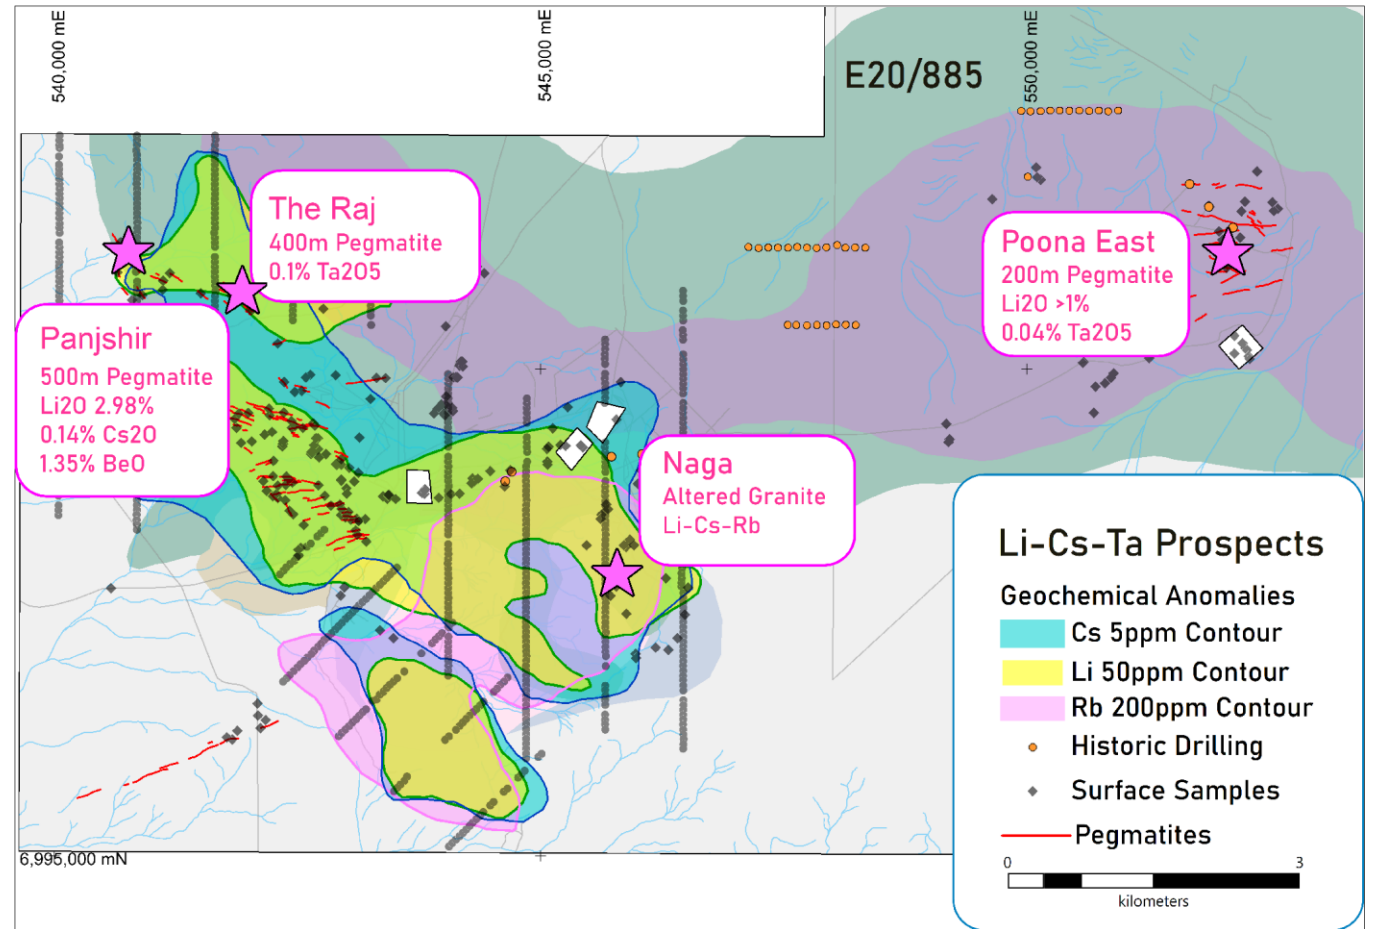 540,000 mE
545,000 mE
550,000 mE
E20/885
The Raj
400m Pegmatite
0.1% Ta2O5
Poona East
200m Pegmatite
Li2O >1%
0.04% Ta2O5
Panjshir
500m Pegmatite
Li2O 2.98%
0.14% Cs2O
1.35% BeO
Naga
Altered Granite
Li-Cs-Rb
Li-Cs-Ta Prospects
Geochemical Anomalies
Cs 5ppm Contour
Li 50ppm Contour
Rb 200ppm Contour
Historic Drilling
Surface Samples
Pegmatites
0 3
kilometers
6,995,000 mN